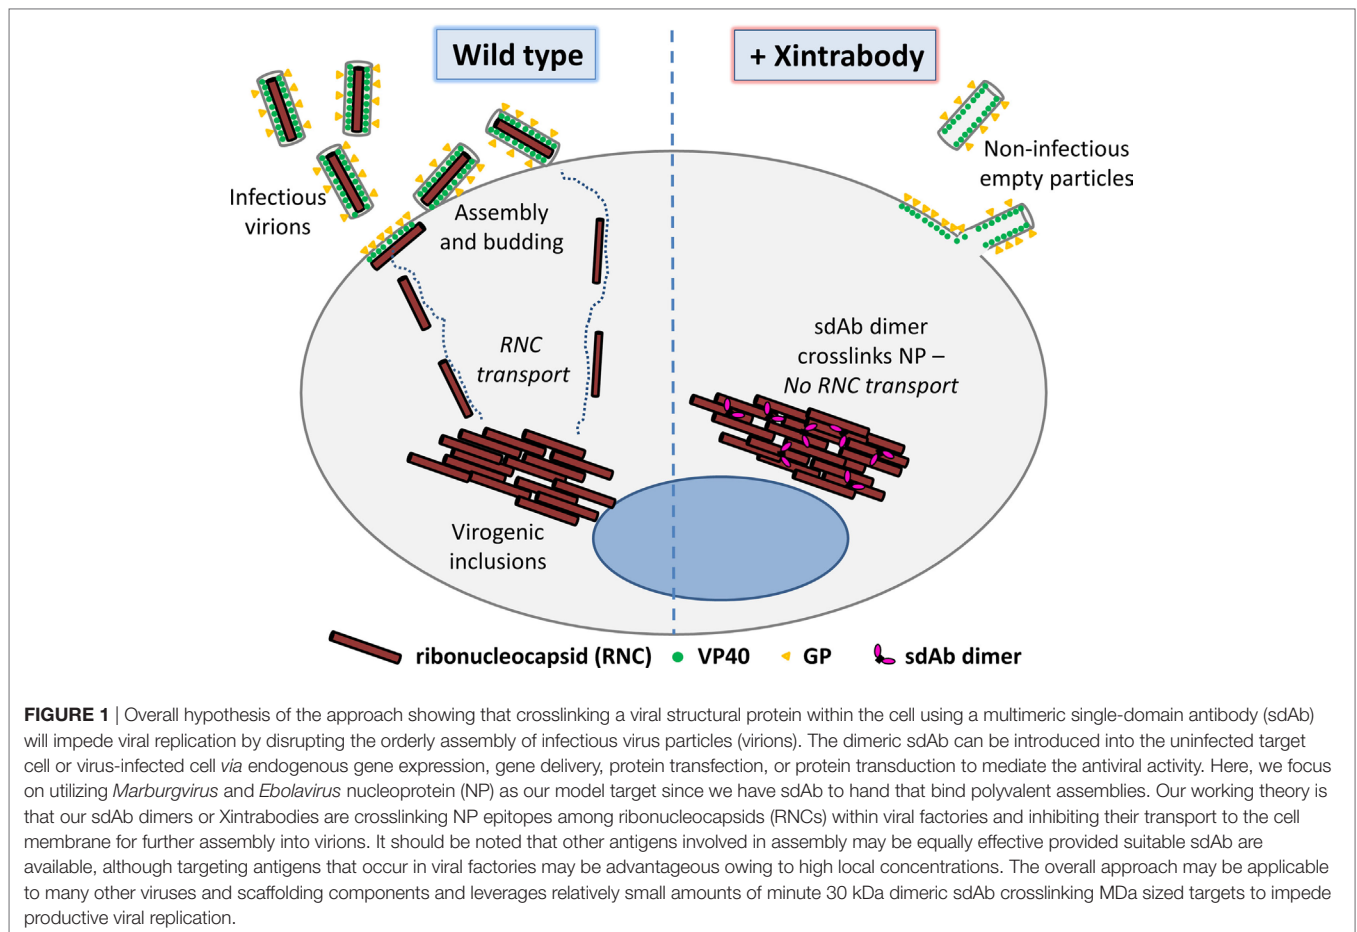 Wild type
+ Xintrabody
Infectious
virions
Assembly
and budding
RNC
transport
Virogenic
inclusions
Non-infectious
empty particles
sdAb dimer
crosslinks NP –
No RNC transport
ribonucleocapsid (RNC)
VP40
GP
sdAb dimer
FIGURE 1 | Overall hypothesis of the approach showing that crosslinking a viral structural protein within the cell using a multimeric single-domain antibody (sdAb)
will impede viral replication by disrupting the orderly assembly of infectious virus particles (virions). The dimeric sdAb can be introduced into the uninfected target
cell or virus-infected cell via endogenous gene expression, gene delivery, protein transfection, or protein transduction to mediate the antiviral activity. Here, we focus
on utilizing Marburgvirus and Ebolavirus nucleoprotein (NP) as our model target since we have sdAb to hand that bind polyvalent assemblies. Our working theory is
that our sdAb dimers or Xintrabodies are crosslinking NP epitopes among ribonucleocapsids (RNCs) within viral factories and inhibiting their transport to the cell
membrane for further assembly into virions. It should be noted that other antigens involved in assembly may be equally effective provided suitable sdAb are
available, although targeting antigens that occur in viral factories may be advantageous owing to high local concentrations. The overall approach may be applicable
to many other viruses and scaffolding components and leverages relatively small amounts of minute 30 kDa dimeric sdAb crosslinking MDa sized targets to impede
productive viral replication.